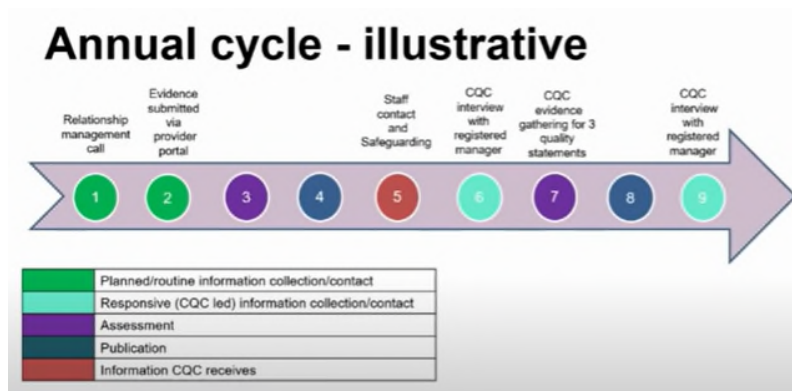 Annual cycle - illustrative
Relationship
management
call
Evidence
submitted
via
provider
portal
Staff
contact
and
Safeguarding
CQC
interview
with
registered
manager
CQC
evidence
gathering for 3
quality
statements
CQC
interview
with
registered
manager
1 2 3 4 5 6 7 8 9
Planned/routine information collection/contact
Responsive (CQC led) information collection/contact
Assessment
Publication
Information CQC receives